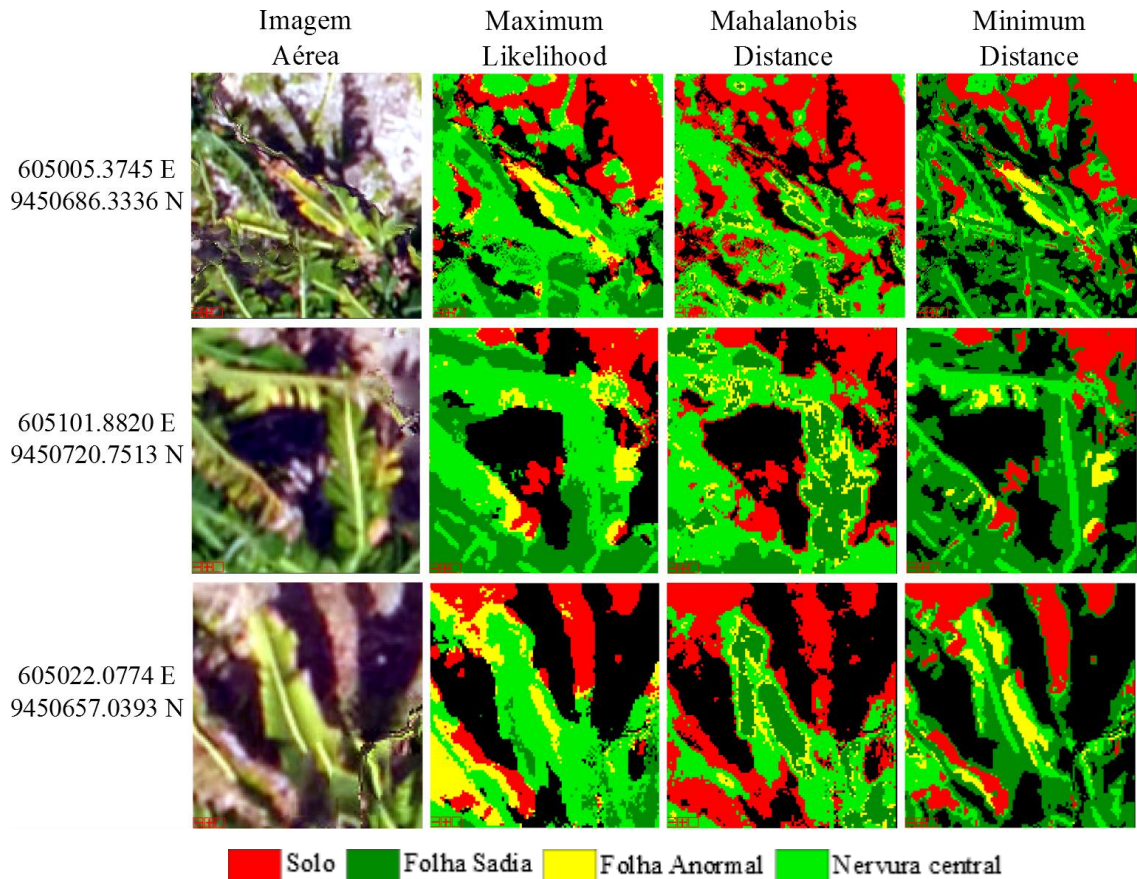 Imagem Aérea
Maximum Likelihood
Mahalanobis Distance
Minimum Distance
605005.3745 E
9450686.3336 N
605101.8820 E
9450720.7513 N
605022.0774 E
9450657.0393 N
Solo Folha Sadia Folha Anormal Nervura central